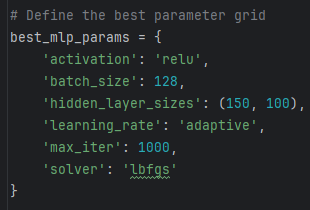 # Define the best parameter grid
best_mlp_params = {
    'activation': 'relu',
    'batch_size': 128,
    'hidden_layer_sizes': (150, 100),
    'learning_rate': 'adaptive',
    'max_iter': 1000,
    'solver': 'lbfgs'
}